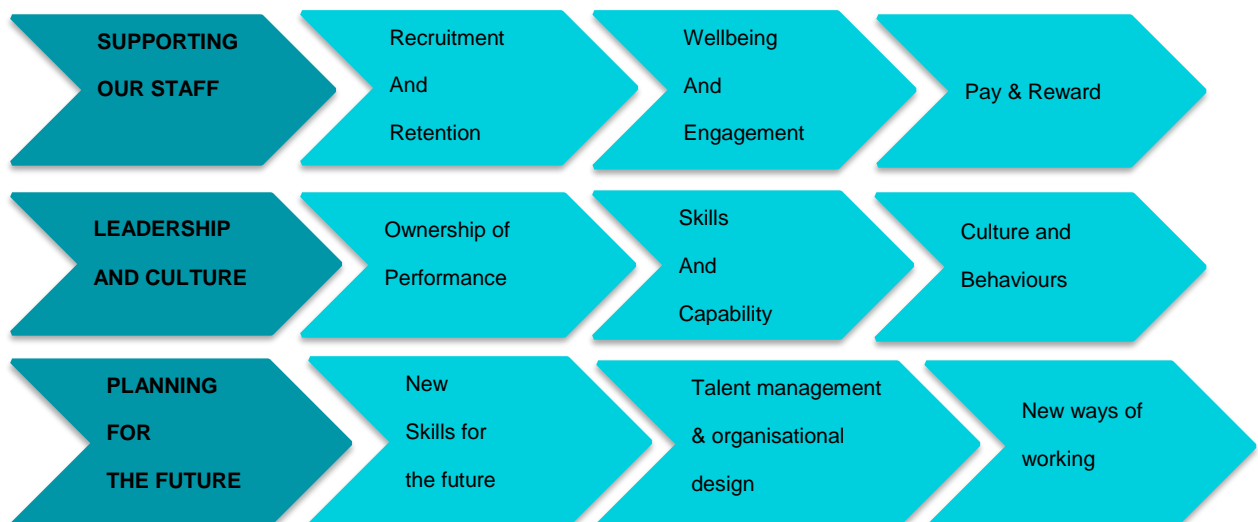 SUPPORTING
OUR STAFF
Recruitment
And
Retention
Wellbeing
And
Engagement
Pay & Reward
LEADERSHIP
AND CULTURE
Ownership of
Performance
Skills
And
Capability
Culture and
Behaviours
PLANNING
FOR
THE FUTURE
New
Skills for
the future
Talent management
& organisational
design
New ways of
working